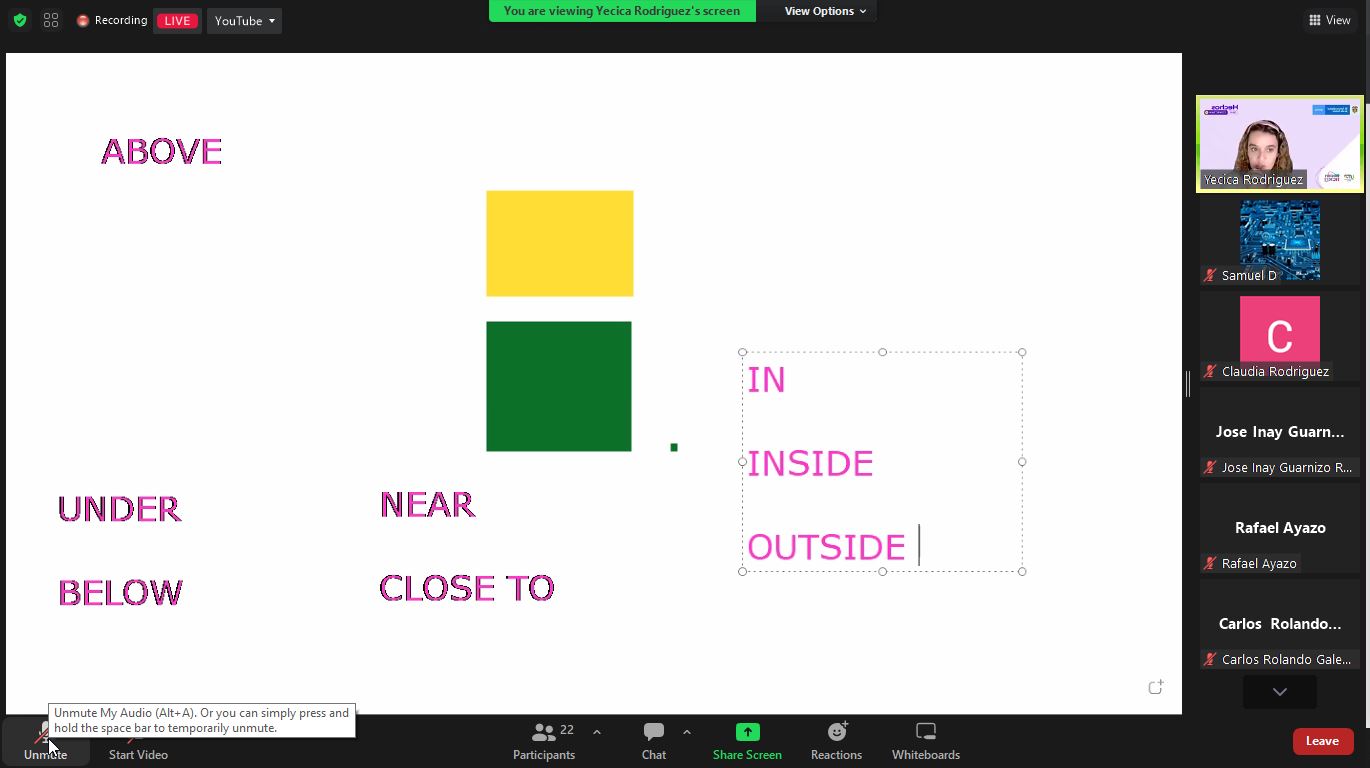 Recording
LIVE
YouTube
You are viewing Yecica Rodriguez's screen
View Options
View
ABOVE
IN
INSIDE
OUTSIDE
UNDER
NEAR
BELOW
CLOSE TO
Hechos
Yecica Rodriguez
Samuel D
C
Claudia Rodriguez
Jose Inay Guarn...
Jose Inay Guarnizo R...
Rafael Ayazo
Rafael Ayazo
Carlos Rolando...
Carlos Rolando Gale...
Unmute My Audio (Alt+A). Or you can simply press and
hold the space bar to temporarily unmute.
Unmute
Start Video
22
Participants
Chat
Share Screen
Reactions
Whiteboards
Leave